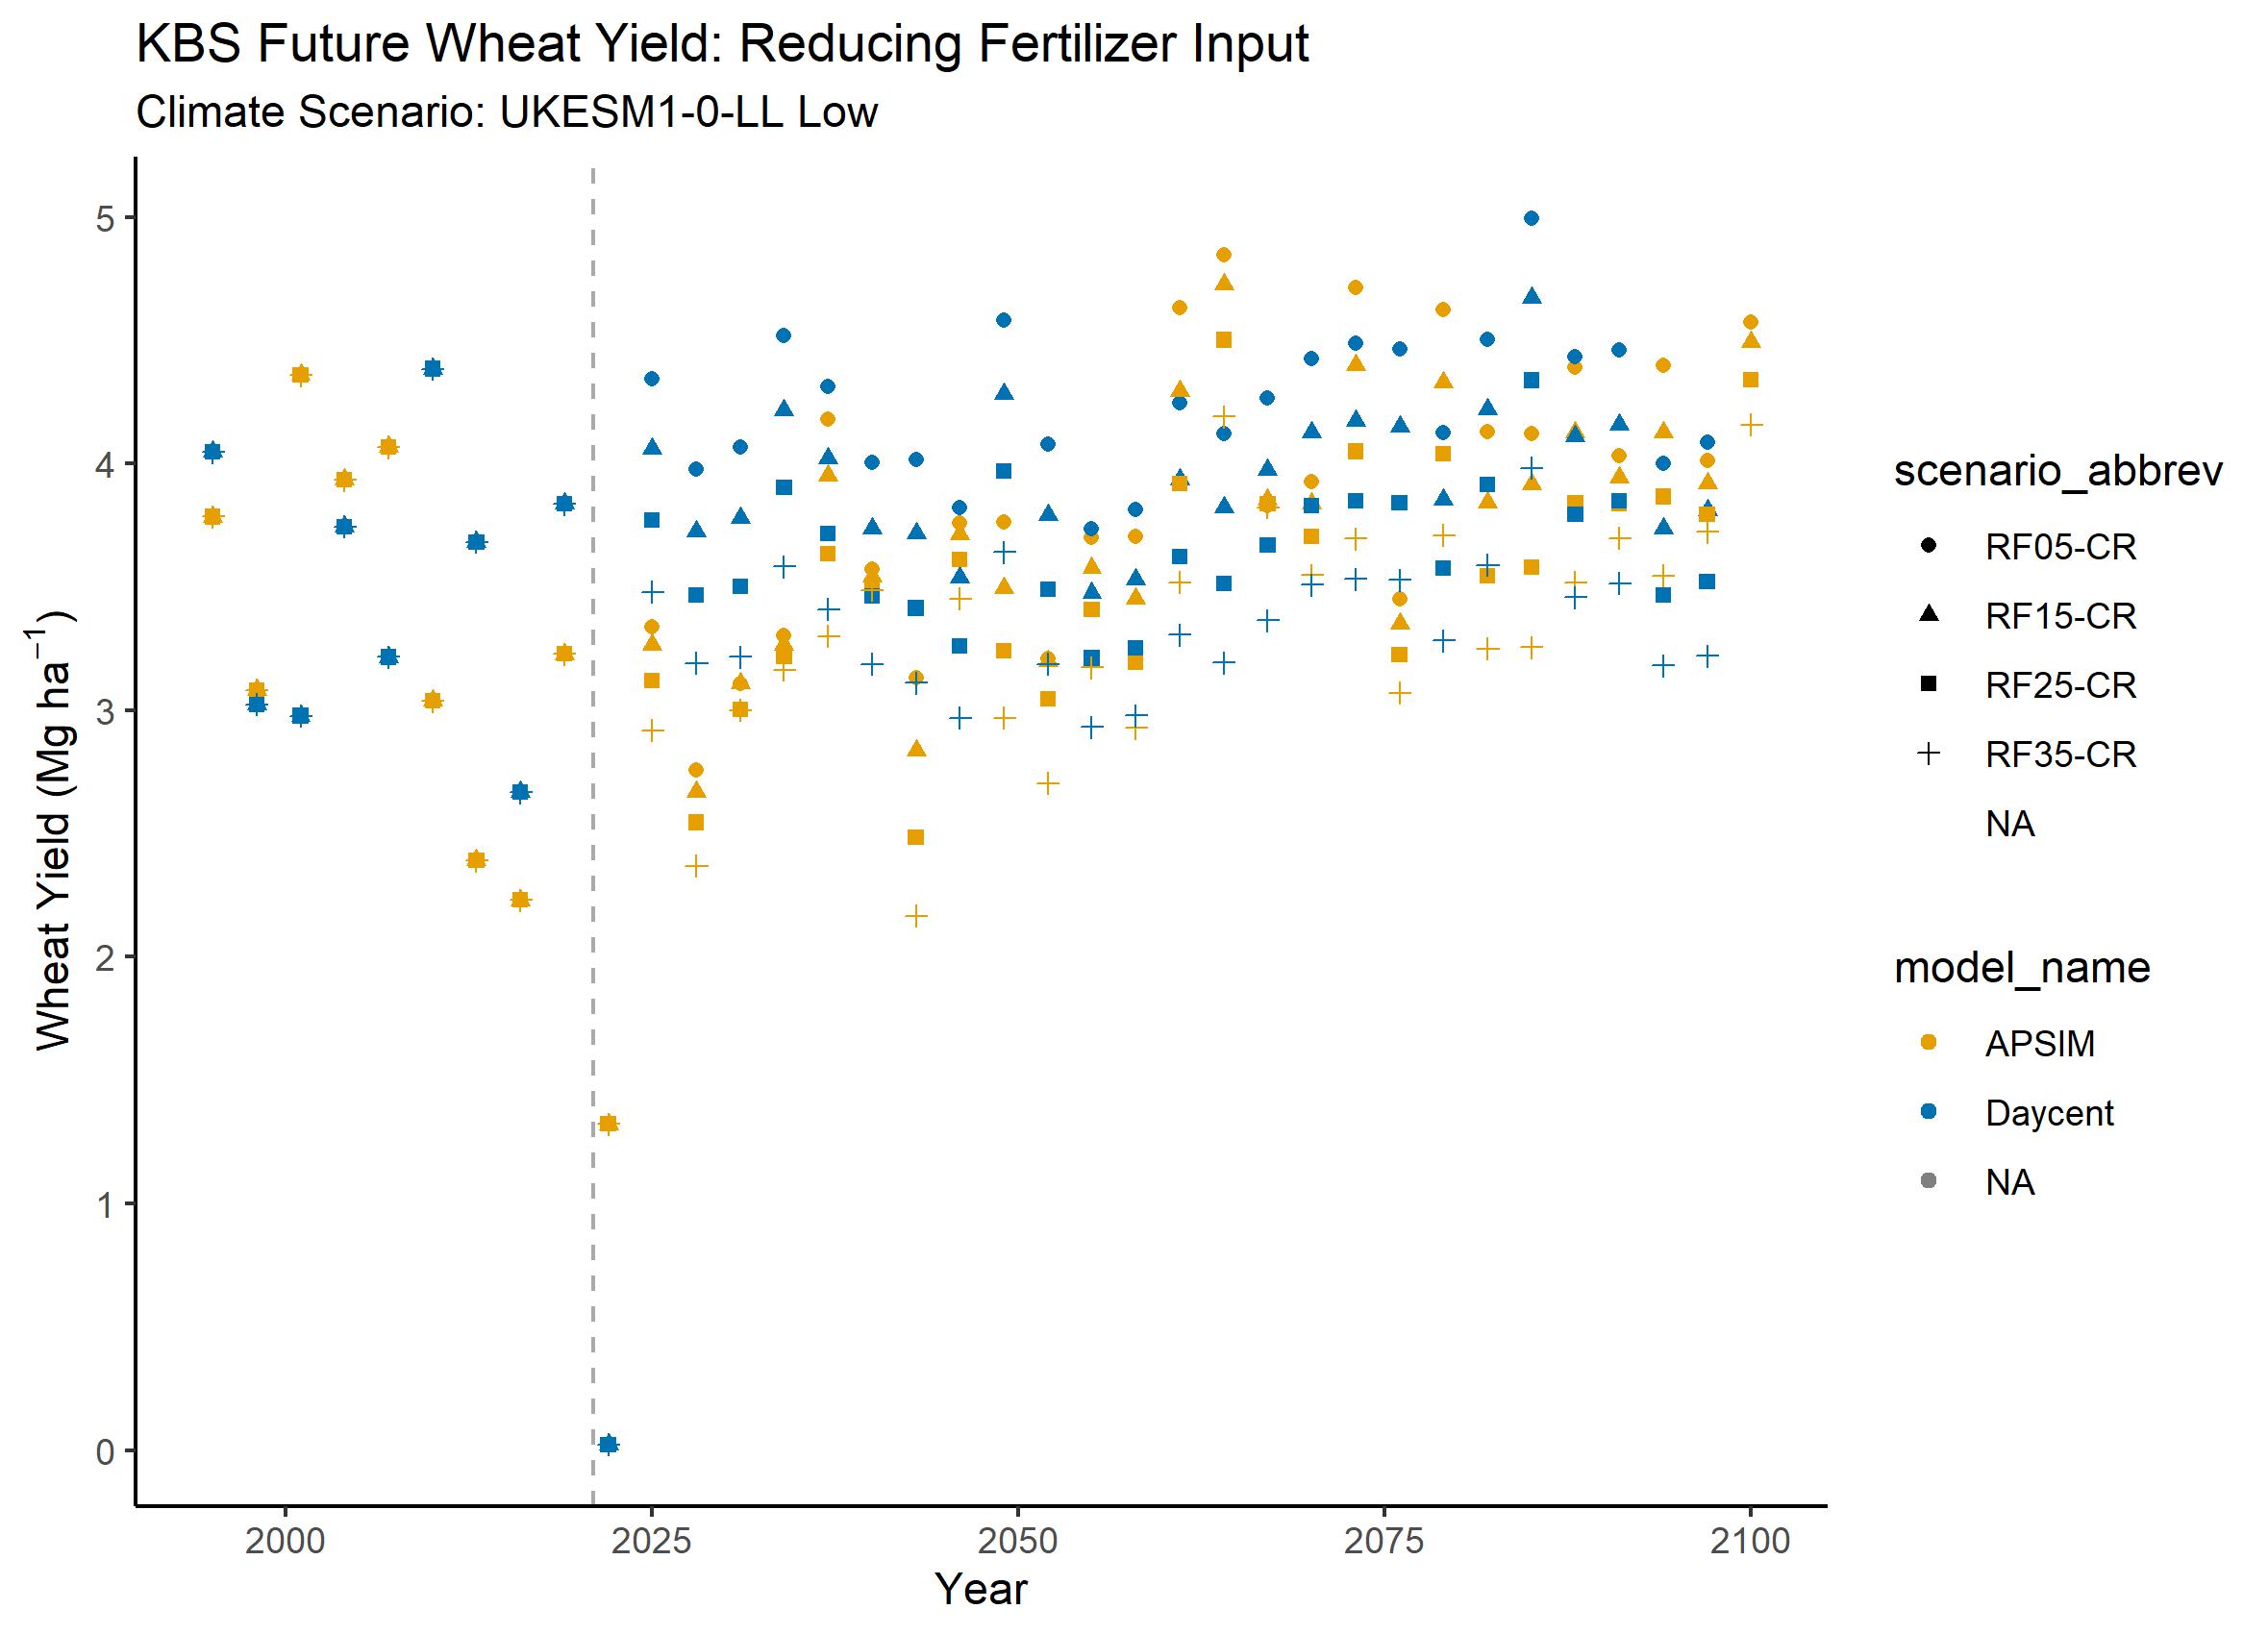 KBS Future Wheat Yield: Reducing Fertilizer Input
Climate Scenario: UKESM1-0-LL Low
Wheat Yield (Mg ha⁻¹)
5
4
3
2
1
0
2000
2025
2050
2075
2100
Year
scenario_abbrev
RF05-CR
RF15-CR
RF25-CR
RF35-CR
NA
model_name
APSIM
Daycent
NA